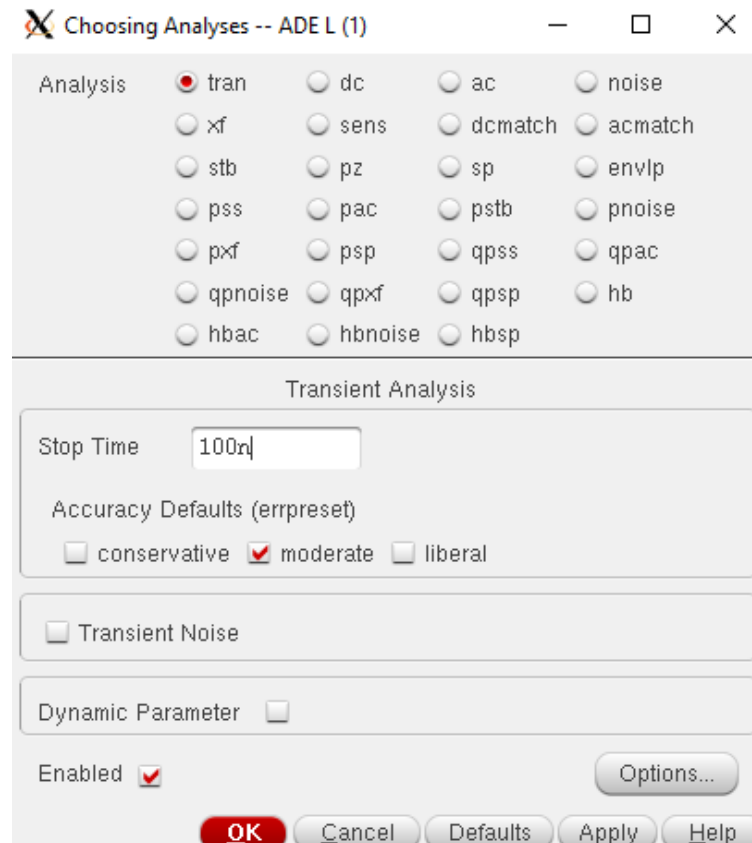 Choosing Analyses -- ADE L (1)
Analysis tran dc ac noise
xf sens dcmatch acmatch
stb pz sp envlp
pss pac pstb pnoise
pxf psp qpss qpac
qpnoise qpxf qpsp hb
hbac hbnoise hbsp
Transient Analysis
Stop Time 100n
Accuracy Defaults (errpreset)
conservative moderate liberal
Transient Noise
Dynamic Parameter
Enabled Options...
OK Cancel Defaults Apply Help